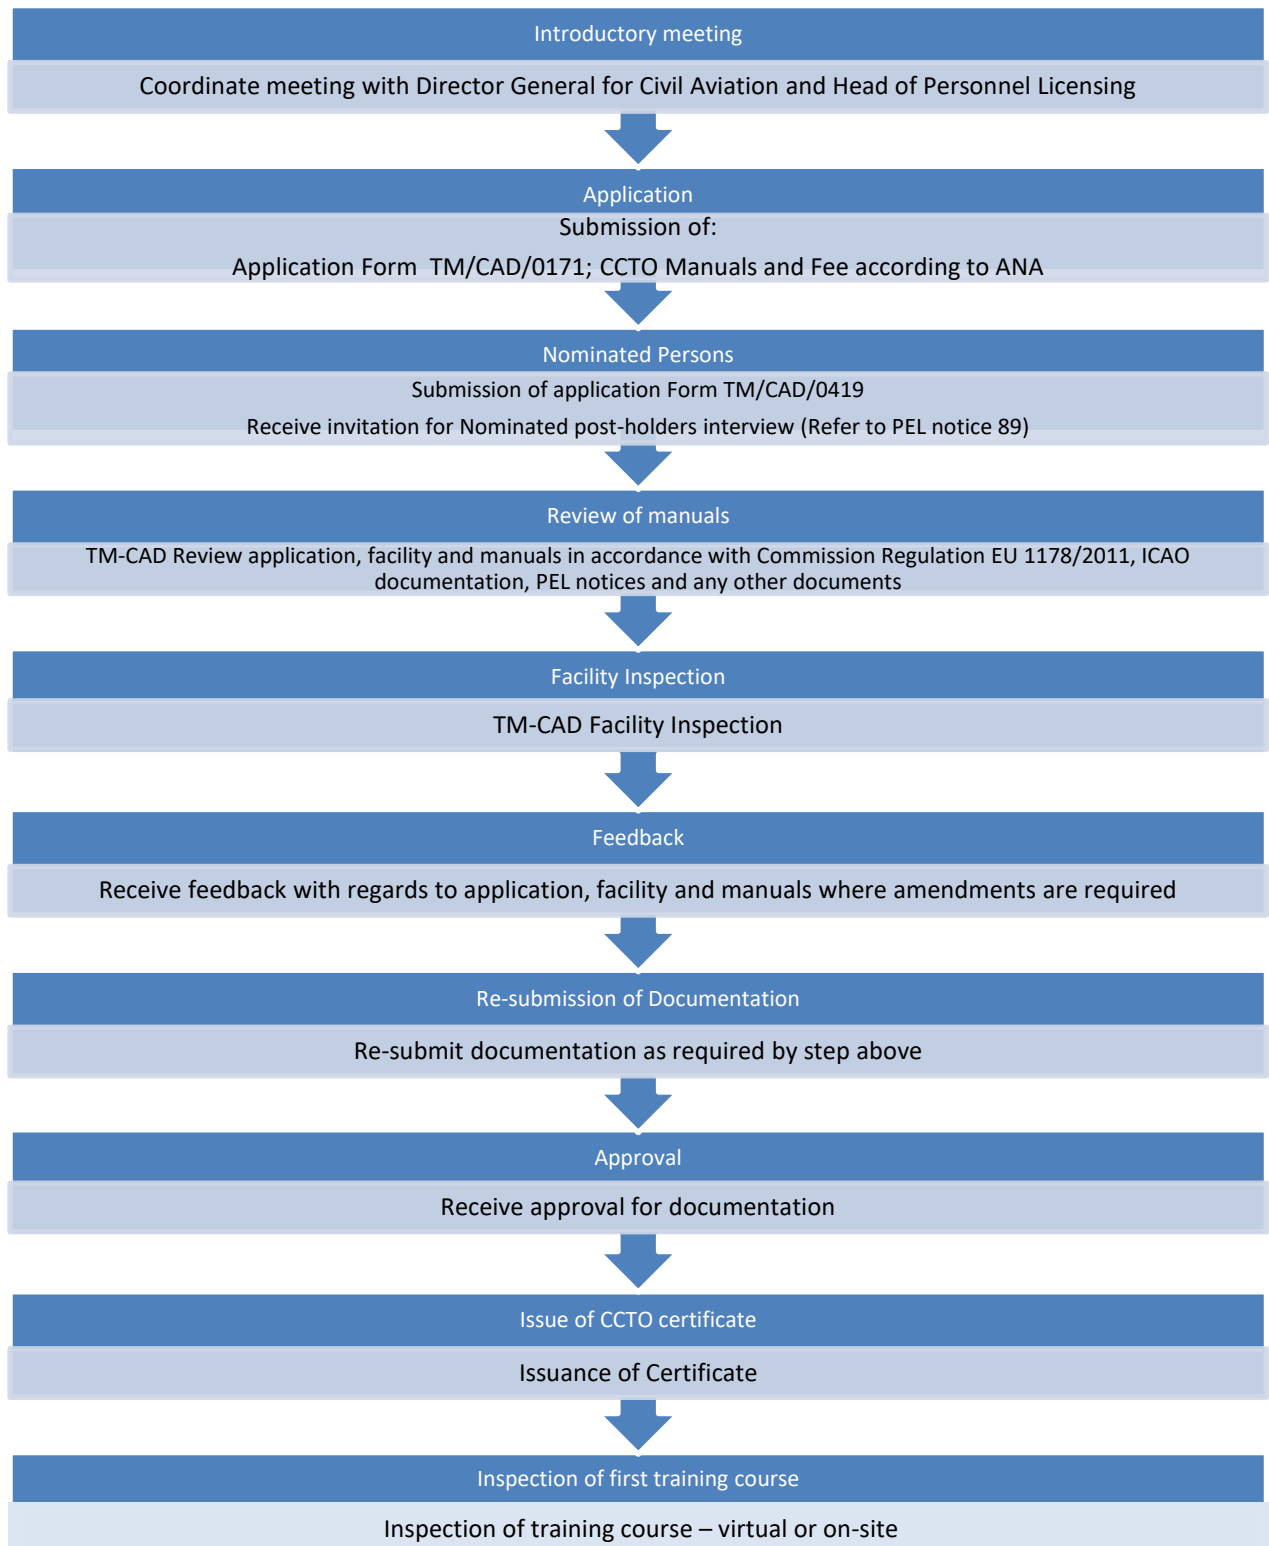 Introductory meeting
Coordinate meeting with Director General for Civil Aviation and Head of Personnel Licensing
Application
Submission of:
Application Form  TM/CAD/0171; CCTO Manuals and Fee according to ANA
Nominated Persons
Submission of application Form TM/CAD/0419
Receive invitation for Nominated post-holders interview (Refer to PEL notice 89)
Review of manuals
TM-CAD Review application, facility and manuals in accordance with Commission Regulation EU 1178/2011, ICAO
documentation, PEL notices and any other documents
Facility Inspection
TM-CAD Facility Inspection
Feedback
Receive feedback with regards to application, facility and manuals where amendments are required
Re-submission of Documentation
Re-submit documentation as required by step above
Approval
Receive approval for documentation
Issue of CCTO certificate
Issuance of Certificate
Inspection of first training course
Inspection of training course – virtual or on-site